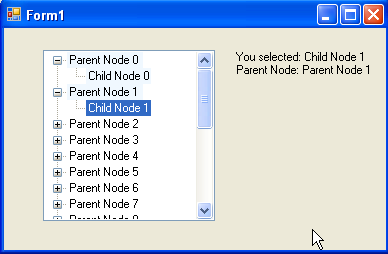 Form1
Parent Node 0
Child Node 0
Parent Node 1
Child Node 1
Parent Node 2
Parent Node 3
Parent Node 4
Parent Node 5
Parent Node 6
Parent Node 7
You selected: Child Node 1
Parent Node: Parent Node 1